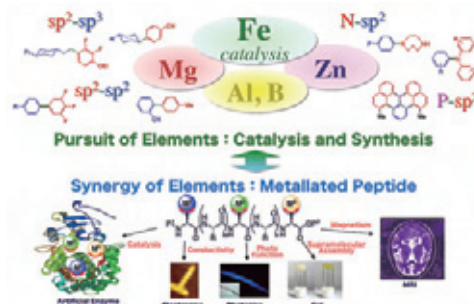 sp²-sp³
Fe
catalysis
N-sp²
Mg
Zn
sp²-sp²
Al, B
P-sp²
Pursuit of Elements : Catalysis and Synthesis
Synergy of Elements : Metallated Peptide
Catalysis
Conductivity
Photo
Function
Supramolecular
Assembly
Magnetism
Artificial Enzyme
MRI
Gel